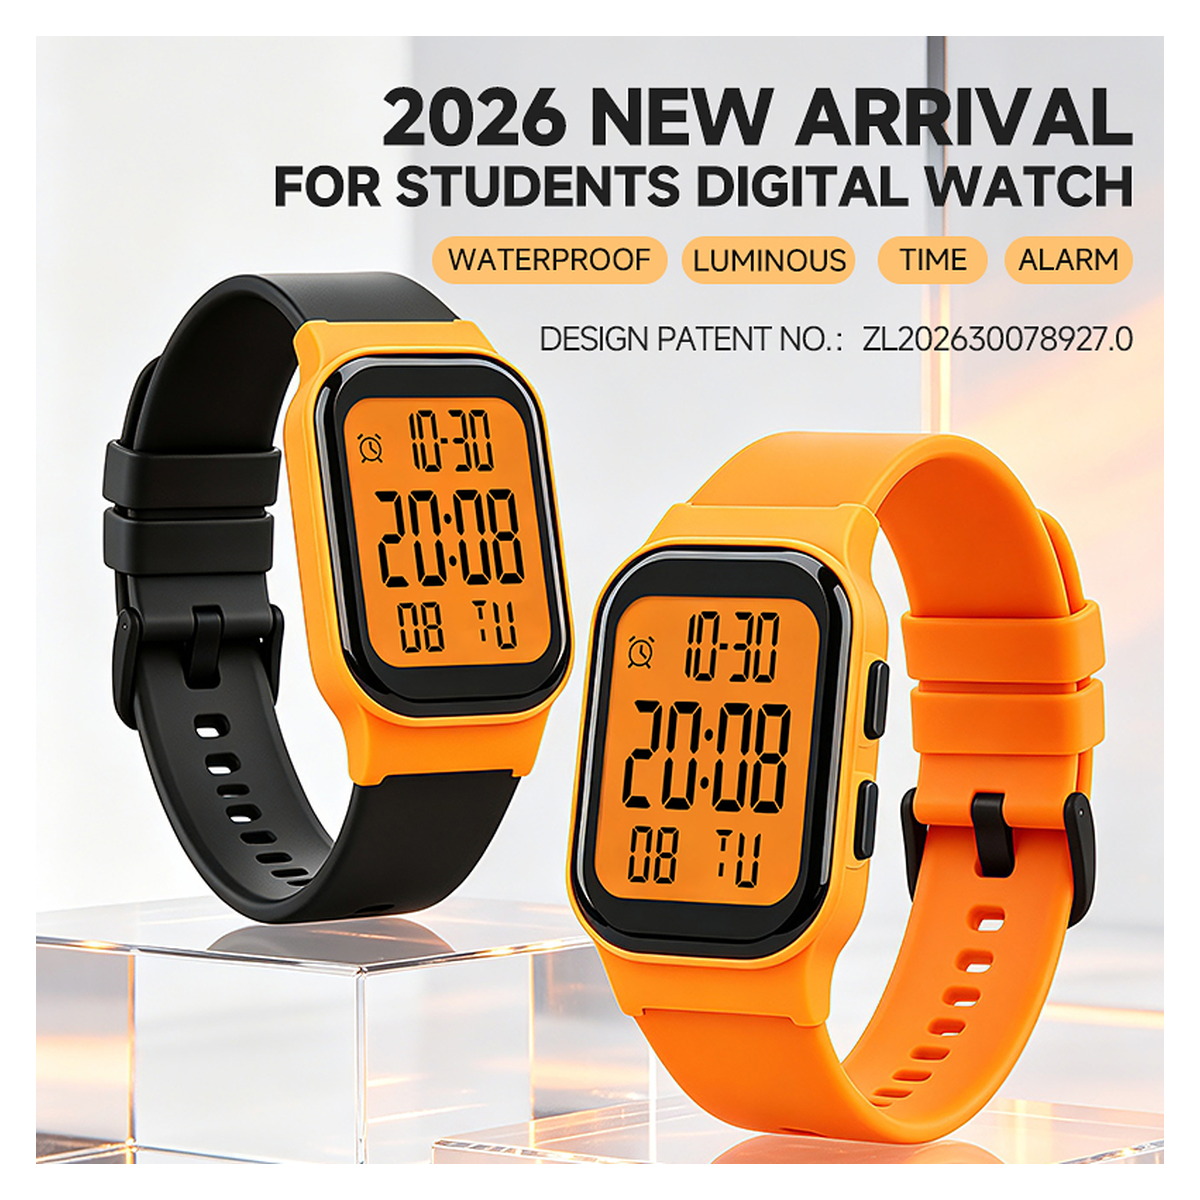 2026 NEW ARRIVAL
FOR STUDENTS DIGITAL WATCH
WATERPROOF LUMINOUS TIME ALARM
DESIGN PATENT NO.: ZL202630078927.0
10-30
20:08
08 TU
10-30
20:08
08 TU